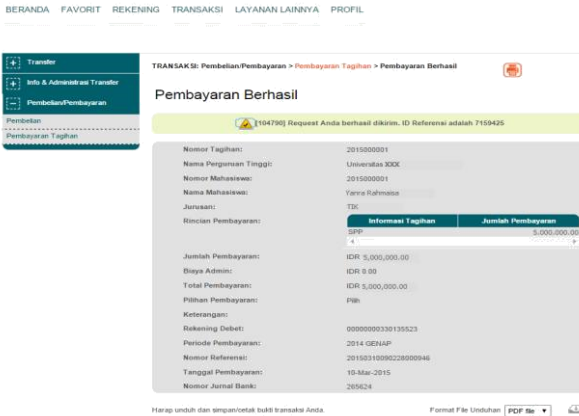 BERANDA FAVORIT REKENING TRANSAKSI LAYANAN LAINNYA PROFIL
[+] Transfer
[+] Info & Administrasi Transfer
[−] Pembelian/Pembayaran
Pembelian
Pembayaran Tagihan
TRANSAKSI: Pembelian/Pembayaran > Pembayaran Tagihan > Pembayaran Berhasil
Pembayaran Berhasil
[104790] Request Anda berhasil dikirim. ID Referensi adalah 7159425
Nomor Tagihan: 2015000001
Nama Perguruan Tinggi: Universitas XXX
Nomor Mahasiswa: 2015000001
Nama Mahasiswa: Yanra Rahmaisa
Jurusan: TIK
Rincian Pembayaran: Informasi Tagihan Jumlah Pembayaran
SPP 5,000,000.00
Jumlah Pembayaran: IDR 5,000,000.00
Biaya Admin: IDR 0.00
Total Pembayaran: IDR 5,000,000.00
Pilihan Pembayaran: Pilih
Keterangan:
Rekening Debet: 00000000330135523
Periode Pembayaran: 2014 GENAP
Nomor Referensi: 20150310090228000946
Tanggal Pembayaran: 10-Mar-2015
Nomor Jurnal Bank: 265624
Harap unduh dan simpan/cetak bukti transaksi Anda. Format File Unduhan PDF file